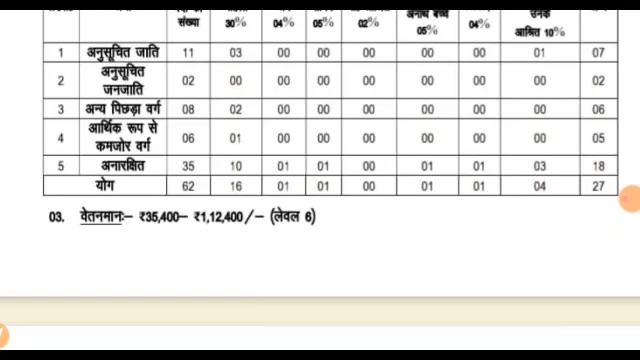 संख्या 30% 04% 05% 02% अनाथ बच्चे 05% 04% उनके आश्रित 10%
1 अनुसूचित जाति 11 03 00 00 00 00 00 01 07
2 अनुसूचित जनजाति 02 00 00 00 00 00 00 00 02
3 अन्य पिछड़ा वर्ग 08 02 00 00 00 00 00 00 06
4 आर्थिक रूप से कमजोर वर्ग 06 01 00 00 00 00 00 00 05
5 अनारक्षित 35 10 01 01 00 01 01 03 18
योग 62 16 01 01 00 01 01 04 27
03. वेतनमानः– ₹35,400– ₹1,12,400/– (लेवल 6)